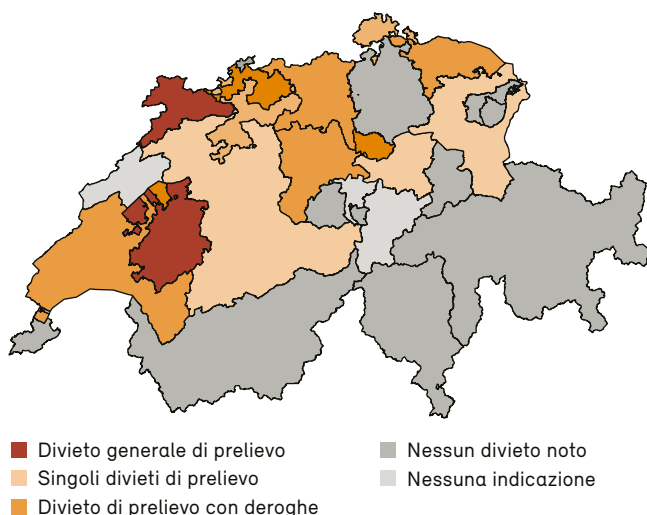 Divieto generale di prelievo
Singoli divieti di prelievo
Divieto di prelievo con deroghe
Nessun divieto noto
Nessuna indicazione